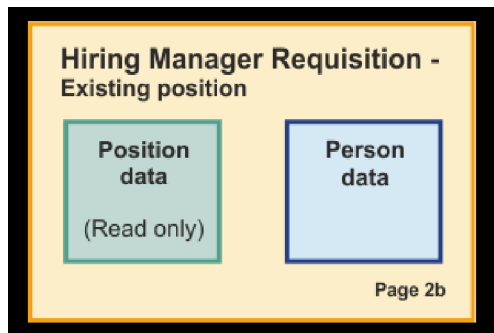 Hiring Manager Requisition -
Existing position
Position
data
(Read only)
Person
data
Page 2b